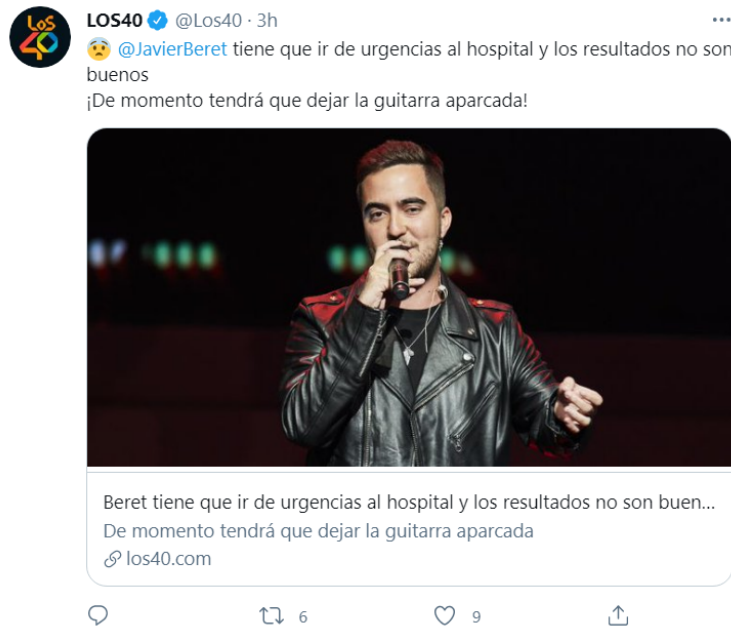 LOS40 @Los40 · 3h
@JavierBeret tiene que ir de urgencias al hospital y los resultados no son
buenos
¡De momento tendrá que dejar la guitarra aparcada!
Beret tiene que ir de urgencias al hospital y los resultados no son buen...
De momento tendrá que dejar la guitarra aparcada
los40.com
6 9